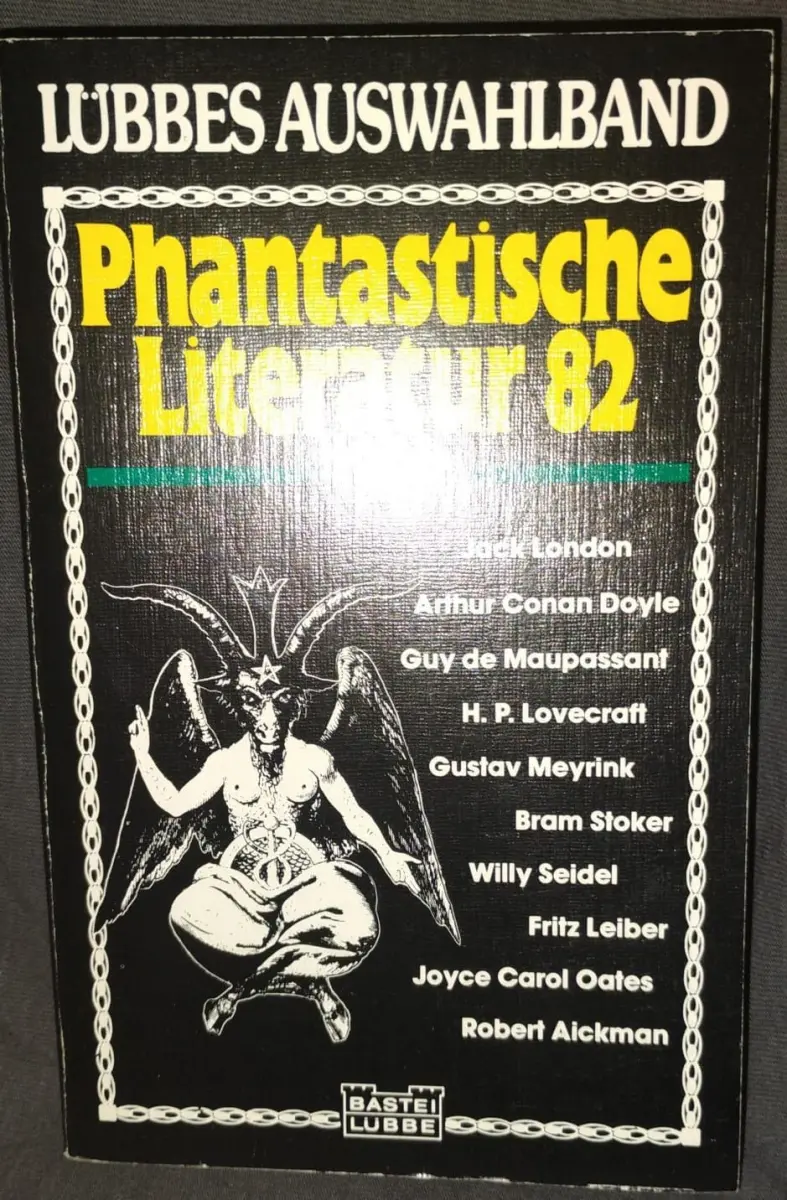 LÜBBES AUSWAHLBAND
Phantastische
Literatur 82
Jack London
Arthur Conan Doyle
Guy de Maupassant
H. P. Lovecraft
Gustav Meyrink
Bram Stoker
Willy Seidel
Fritz Leiber
Joyce Carol Oates
Robert Aickman
BASTEI
LÜBBE